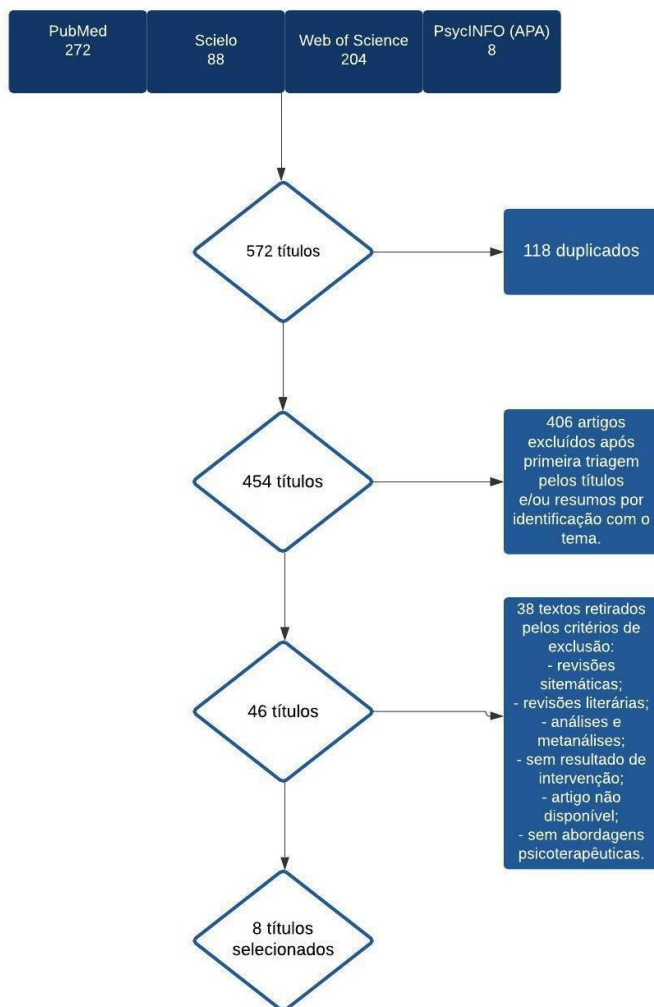 PubMed
272
Scielo
88
Web of Science
204
PsycINFO (APA)
8
572 títulos
118 duplicados
454 títulos
406 artigos
excluídos após
primeira triagem
pelos títulos
e/ou resumos por
identificação com o
tema.
46 títulos
38 textos retirados
pelos critérios de
exclusão:
- revisões
sitemáticas;
- revisões literárias;
- análises e
metanálises;
- sem resultado de
intervenção;
- artigo não
disponível;
- sem abordagens
psicoterapêuticas.
8 títulos
selecionados